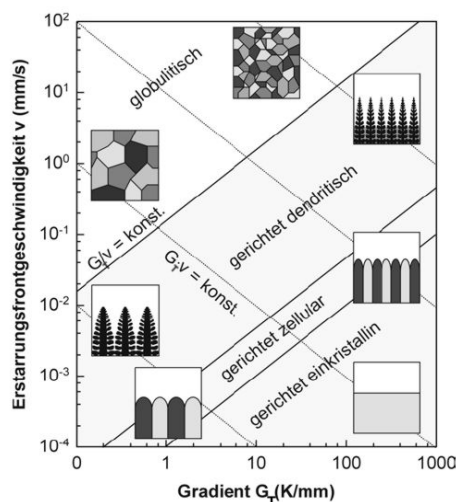 Erstarrungsfrontgeschwindigkeit v (mm/s)
10²
10¹
10⁰
10⁻¹
10⁻²
10⁻³
10⁻⁴
globulitisch
G/v = konst.
G_T·v = konst.
gerichtet dendritisch
gerichtet zellular
gerichtet einkristallin
0 1 10 100 1000
Gradient G_T(K/mm)